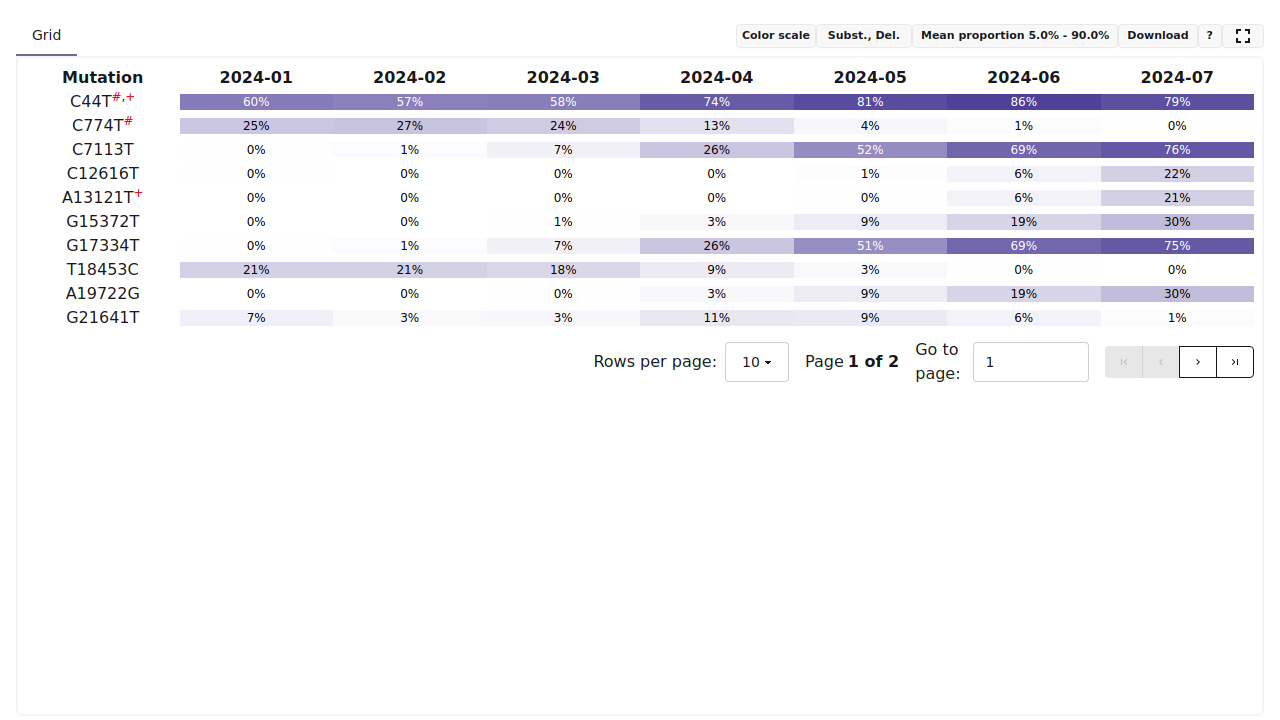 Grid
Color scale Subst., Del. Mean proportion 5.0% - 90.0% Download ?
Mutation 2024-01 2024-02 2024-03 2024-04 2024-05 2024-06 2024-07
C44T#,+ 60% 57% 58% 74% 81% 86% 79%
C774T# 25% 27% 24% 13% 4% 1% 0%
C7113T 0% 1% 7% 26% 52% 69% 76%
C12616T 0% 0% 0% 0% 1% 6% 22%
A13121T+ 0% 0% 0% 0% 0% 6% 21%
G15372T 0% 0% 1% 3% 9% 19% 30%
G17334T 0% 1% 7% 26% 51% 69% 75%
T18453C 21% 21% 18% 9% 3% 0% 0%
A19722G 0% 0% 0% 3% 9% 19% 30%
G21641T 7% 3% 3% 11% 9% 6% 1%
Rows per page: 10 Page 1 of 2 Go to page: 1